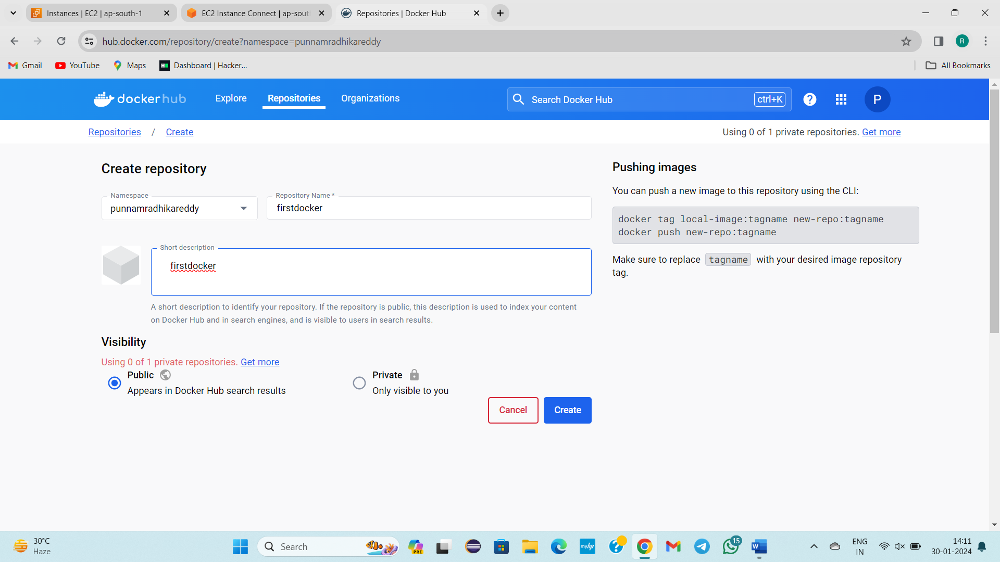 Instances | EC2 | ap-south-1
EC2 Instance Connect | ap-sout
Repositories | Docker Hub
hub.docker.com/repository/create?namespace=punnamradhikareddy
R
Gmail
YouTube
Maps
Dashboard | Hacker...
All Bookmarks
dockerhub
Explore
Repositories
Organizations
Search Docker Hub
ctrl+K
?
P
Repositories / Create
Using 0 of 1 private repositories. Get more
Create repository
Namespace
punnamradhikareddy
Repository Name *
firstdocker
Short description
firstdocker
A short description to identify your repository. If the repository is public, this description is used to index your content
on Docker Hub and in search engines, and is visible to users in search results.
Visibility
Using 0 of 1 private repositories. Get more
Public
Appears in Docker Hub search results
Private
Only visible to you
Cancel
Create
Pushing images
You can push a new image to this repository using the CLI:
docker tag local-image:tagname new-repo:tagname
docker push new-repo:tagname
Make sure to replace tagname with your desired image repository
tag.
30°C
Haze
Search
PRE
myhp
?
15
W
ENG
IN
14:11
30-01-2024